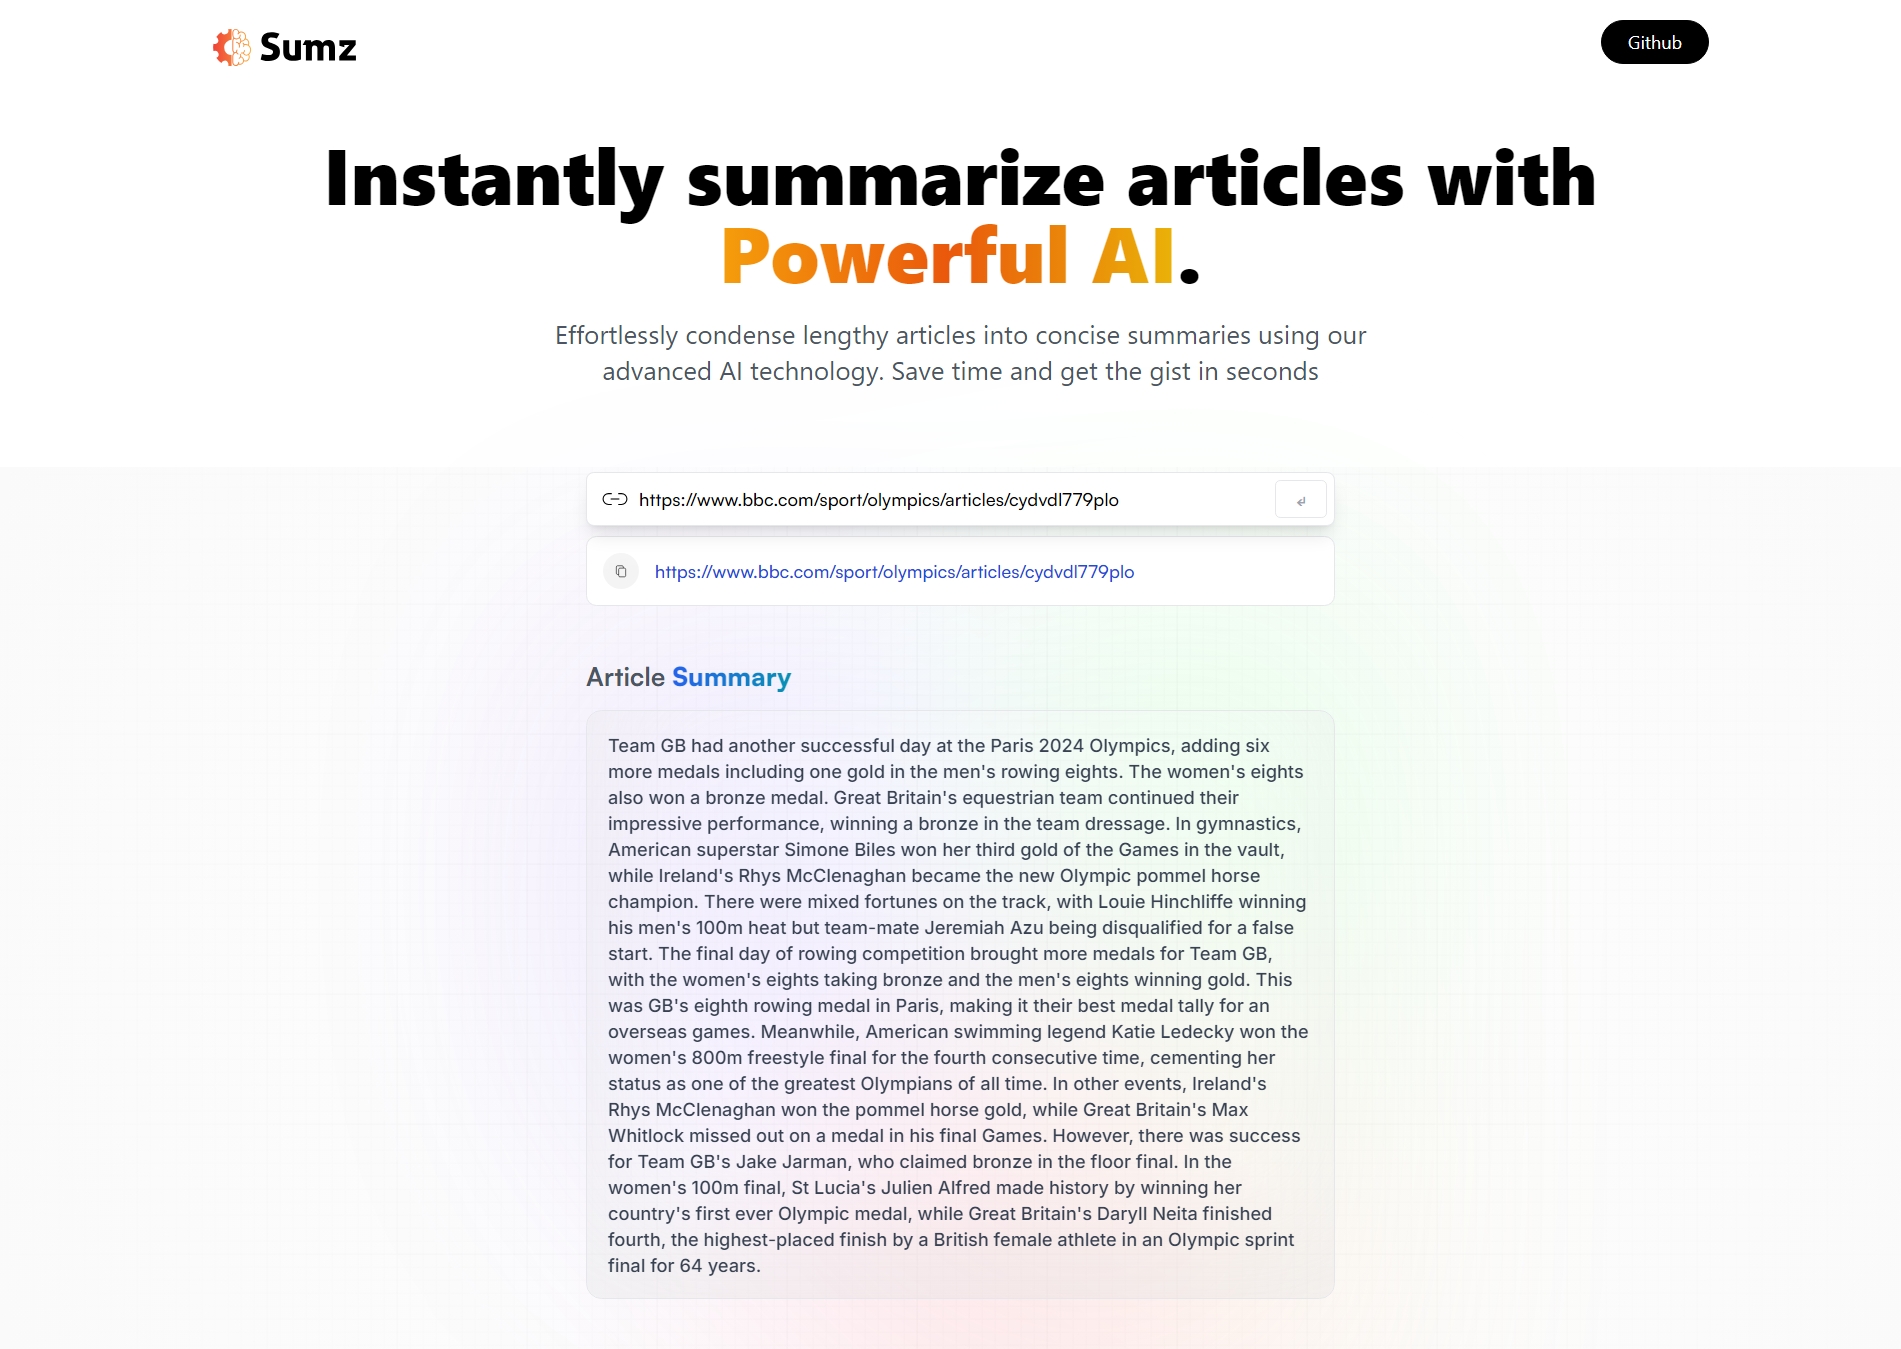 Sumz
Github
Instantly summarize articles with
Powerful AI.
Effortlessly condense lengthy articles into concise summaries using our
advanced AI technology. Save time and get the gist in seconds
https://www.bbc.com/sport/olympics/articles/cydvdl779plo
https://www.bbc.com/sport/olympics/articles/cydvdl779plo
Article Summary
Team GB had another successful day at the Paris 2024 Olympics, adding six
more medals including one gold in the men's rowing eights. The women's eights
also won a bronze medal. Great Britain's equestrian team continued their
impressive performance, winning a bronze in the team dressage. In gymnastics,
American superstar Simone Biles won her third gold of the Games in the vault,
while Ireland's Rhys McClenaghan became the new Olympic pommel horse
champion. There were mixed fortunes on the track, with Louie Hinchliffe winning
his men's 100m heat but team-mate Jeremiah Azu being disqualified for a false
start. The final day of rowing competition brought more medals for Team GB,
with the women's eights taking bronze and the men's eights winning gold. This
was GB's eighth rowing medal in Paris, making it their best medal tally for an
overseas games. Meanwhile, American swimming legend Katie Ledecky won the
women's 800m freestyle final for the fourth consecutive time, cementing her
status as one of the greatest Olympians of all time. In other events, Ireland's
Rhys McClenaghan won the pommel horse gold, while Great Britain's Max
Whitlock missed out on a medal in his final Games. However, there was success
for Team GB's Jake Jarman, who claimed bronze in the floor final. In the
women's 100m final, St Lucia's Julien Alfred made history by winning her
country's first ever Olympic medal, while Great Britain's Daryll Neita finished
fourth, the highest-placed finish by a British female athlete in an Olympic sprint
final for 64 years.